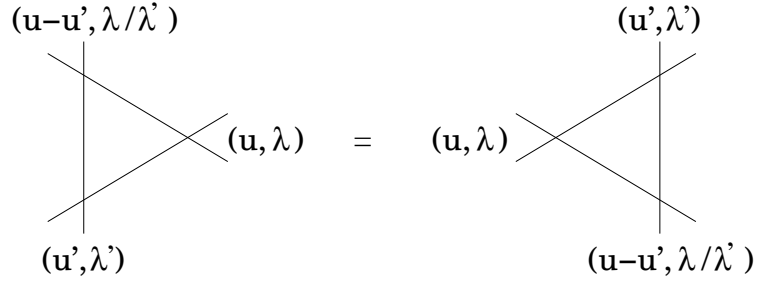 (u−u', λ/λ') (u',λ')
(u, λ) = (u, λ)
(u',λ') (u−u', λ/λ')